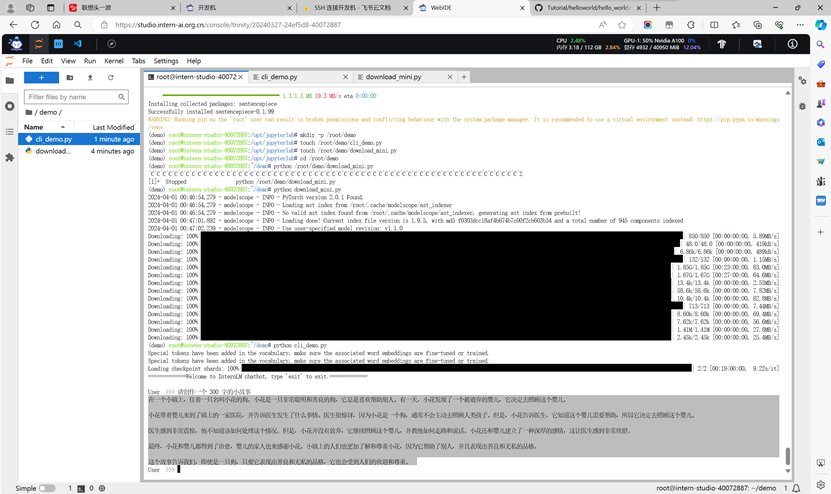 联想头一波
开发机
SSH 连接开发机 - 飞书云文档
WebIDE
Tutorial/helloworld/hello_world
https://studio.intern-ai.org.cn/console/trinity/20240327-24ef5d8-40072887
CPU 2.48%
内存 3.18 / 112 GB 2.84%
GPU-1: 50% Nvidia A100 0%
显存 4932 / 40950 MiB 12.04%
File Edit View Run Kernel Tabs Settings Help
root@intern-studio-40072
cli_demo.py
download_mini.py
Filter files by name
/ demo /
Name Last Modified
cli_demo.py 1 minute ago
download... 4 minutes ago
1.3/1.3 MB 19.3 MB/s eta 0:00:00
Installing collected packages: sentencepiece
Successfully installed sentencepiece-0.1.99
WARNING: Running pip as the 'root' user can result in broken permissions and conflicting behaviour with the system package manager. It is recommended to use a virtual environment instead: https://pip.pypa.io/warnings
/venv
(demo) root@intern-studio-40072887:/opt/jupyterlab# mkdir -p /root/demo
(demo) root@intern-studio-40072887:/opt/jupyterlab# touch /root/demo/cli_demo.py
(demo) root@intern-studio-40072887:/opt/jupyterlab# touch /root/demo/download_mini.py
(demo) root@intern-studio-40072887:/opt/jupyterlab# cd /root/demo
(demo) root@intern-studio-40072887:~/demo# python /root/demo/download_mini.py
[1]+ Stopped python /root/demo/download_mini.py
(demo) root@intern-studio-40072887:~/demo# python download_mini.py
2024-04-01 00:46:54,279 - modelscope - INFO - PyTorch version 2.0.1 Found.
2024-04-01 00:46:54,279 - modelscope - INFO - Loading ast index from /root/.cache/modelscope/ast_indexer
2024-04-01 00:46:54,279 - modelscope - INFO - No valid ast index found from /root/.cache/modelscope/ast_indexer, generating ast index from prebuilt!
2024-04-01 00:47:01,892 - modelscope - INFO - Loading done! Current index file version is 1.9.5, with md5 f0303dcc18af4b674b7c00f2cb603b34 and a total number of 945 components indexed
2024-04-01 00:47:02,239 - modelscope - INFO - Use user-specified model revision: v1.1.0
Downloading: 100% 850/850 [00:00<00:00, 5.89MB/s]
Downloading: 100% 48.0/48.0 [00:00<00:00, 419kB/s]
Downloading: 100% 6.86k/6.86k [00:00<00:00, 489kB/s]
Downloading: 100% 132/132 [00:00<00:00, 1.15MB/s]
Downloading: 100% 1.85G/1.85G [00:23<00:00, 83.0MB/s]
Downloading: 100% 1.67G/1.67G [00:27<00:00, 64.6MB/s]
Downloading: 100% 13.4k/13.4k [00:00<00:00, 2.53MB/s]
Downloading: 100% 58.6k/58.6k [00:00<00:00, 7.82MB/s]
Downloading: 100% 10.4k/10.4k [00:00<00:00, 82.8MB/s]
Downloading: 100% 713/713 [00:00<00:00, 7.44MB/s]
Downloading: 100% 8.60k/8.60k [00:00<00:00, 69.4MB/s]
Downloading: 100% 7.62k/7.62k [00:00<00:00, 56.6MB/s]
Downloading: 100% 1.41M/1.41M [00:00<00:00, 27.8MB/s]
Downloading: 100% 2.45k/2.45k [00:00<00:00, 25.4MB/s]
(demo) root@intern-studio-40072887:~/demo# python cli_demo.py
Special tokens have been added in the vocabulary, make sure the associated word embeddings are fine-tuned or trained.
Special tokens have been added in the vocabulary, make sure the associated word embeddings are fine-tuned or trained.
Loading checkpoint shards: 100% 2/2 [00:18<00:00, 9.22s/it]
=============Welcome to InternLM chatbot, type 'exit' to exit.=============
User >>> 请创作一个 300 字的小故事
在一个小镇上，住着一只名叫小花的狗。小花是一只非常聪明和善良的狗，它总是喜欢帮助别人。有一天，小花发现了一个被遗弃的婴儿，它决定去照顾这个婴儿。
小花带着婴儿来到了镇上的一家医院，并告诉医生发生了什么事情。医生很惊讶，因为小花是一个狗，通常不会主动去照顾人类孩子。但是，小花告诉医生，它知道这个婴儿需要帮助，所以它决定去照顾这个婴儿。
医生感到非常震惊，他不知道该如何处理这个情况。但是，小花并没有放弃，它继续照顾这个婴儿，并教他如何走路和说话。小花还和婴儿建立了一种深厚的感情，这让医生感到非常欣慰。
最终，小花和婴儿都得到了治愈，婴儿的家人也来感谢小花。小镇上的人们也更加了解和尊重小花，因为它帮助了别人，并且表现出善良和无私的品格。
这个故事告诉我们，即使是一只狗，只要它表现出善良和无私的品格，它也会受到人们的欢迎和尊重。
User >>>
Simple
1
0
root@intern-studio-40072887: ~/demo
1